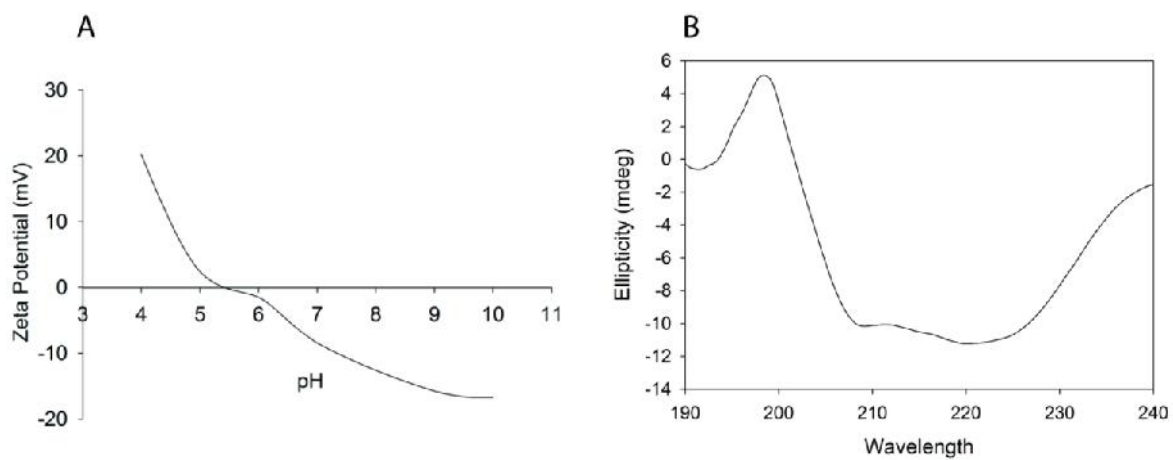 A
30
20
10
0
-10
-20
Zeta Potential (mV)
3 4 5 6 7 8 9 10 11
pH
B
6
4
2
0
-2
-4
-6
-8
-10
-12
-14
Ellipticity (mdeg)
190 200 210 220 230 240
Wavelength